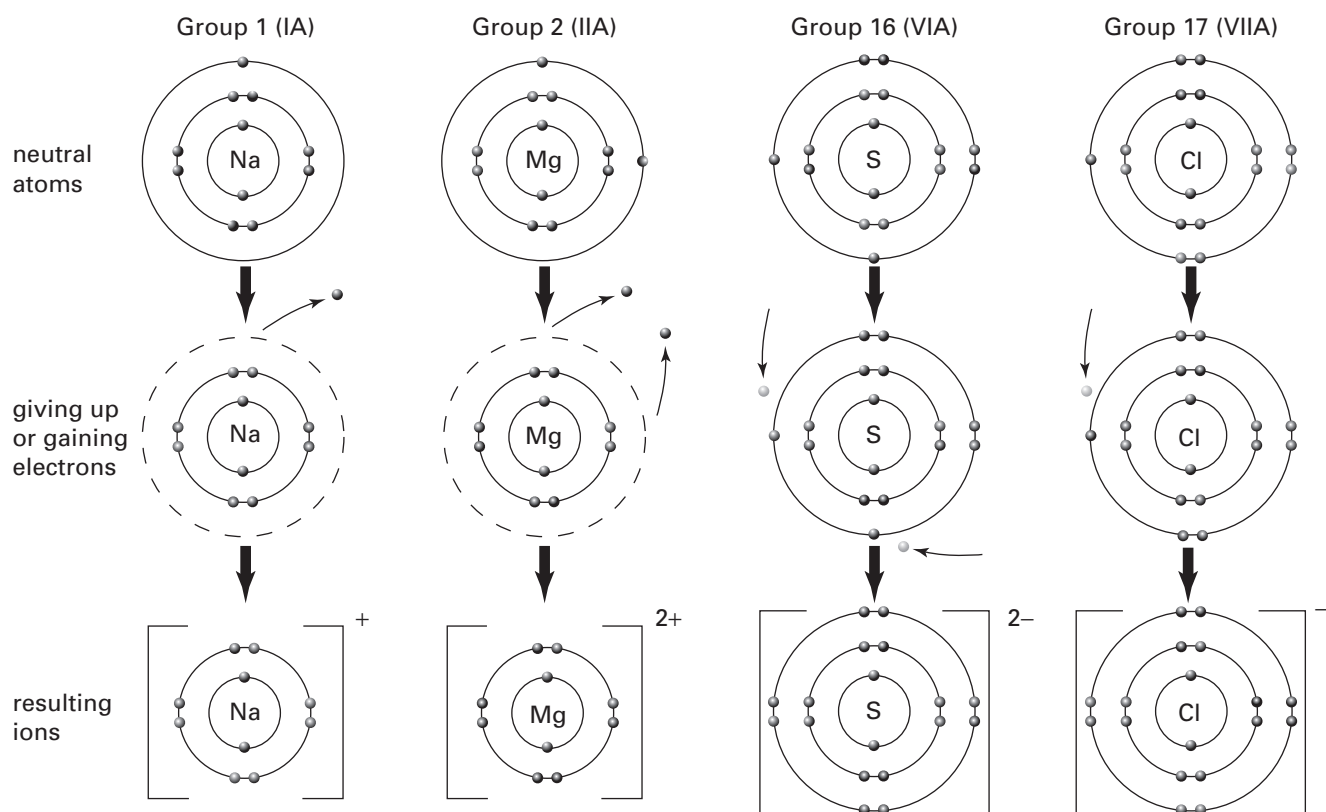 Group 1 (IA)
Group 2 (IIA)
Group 16 (VIA)
Group 17 (VIIA)
neutral
atoms
Na
Mg
S
Cl
giving up
or gaining
electrons
Na
Mg
S
Cl
resulting
ions
Na
+
Mg
2+
S
2–
Cl
–